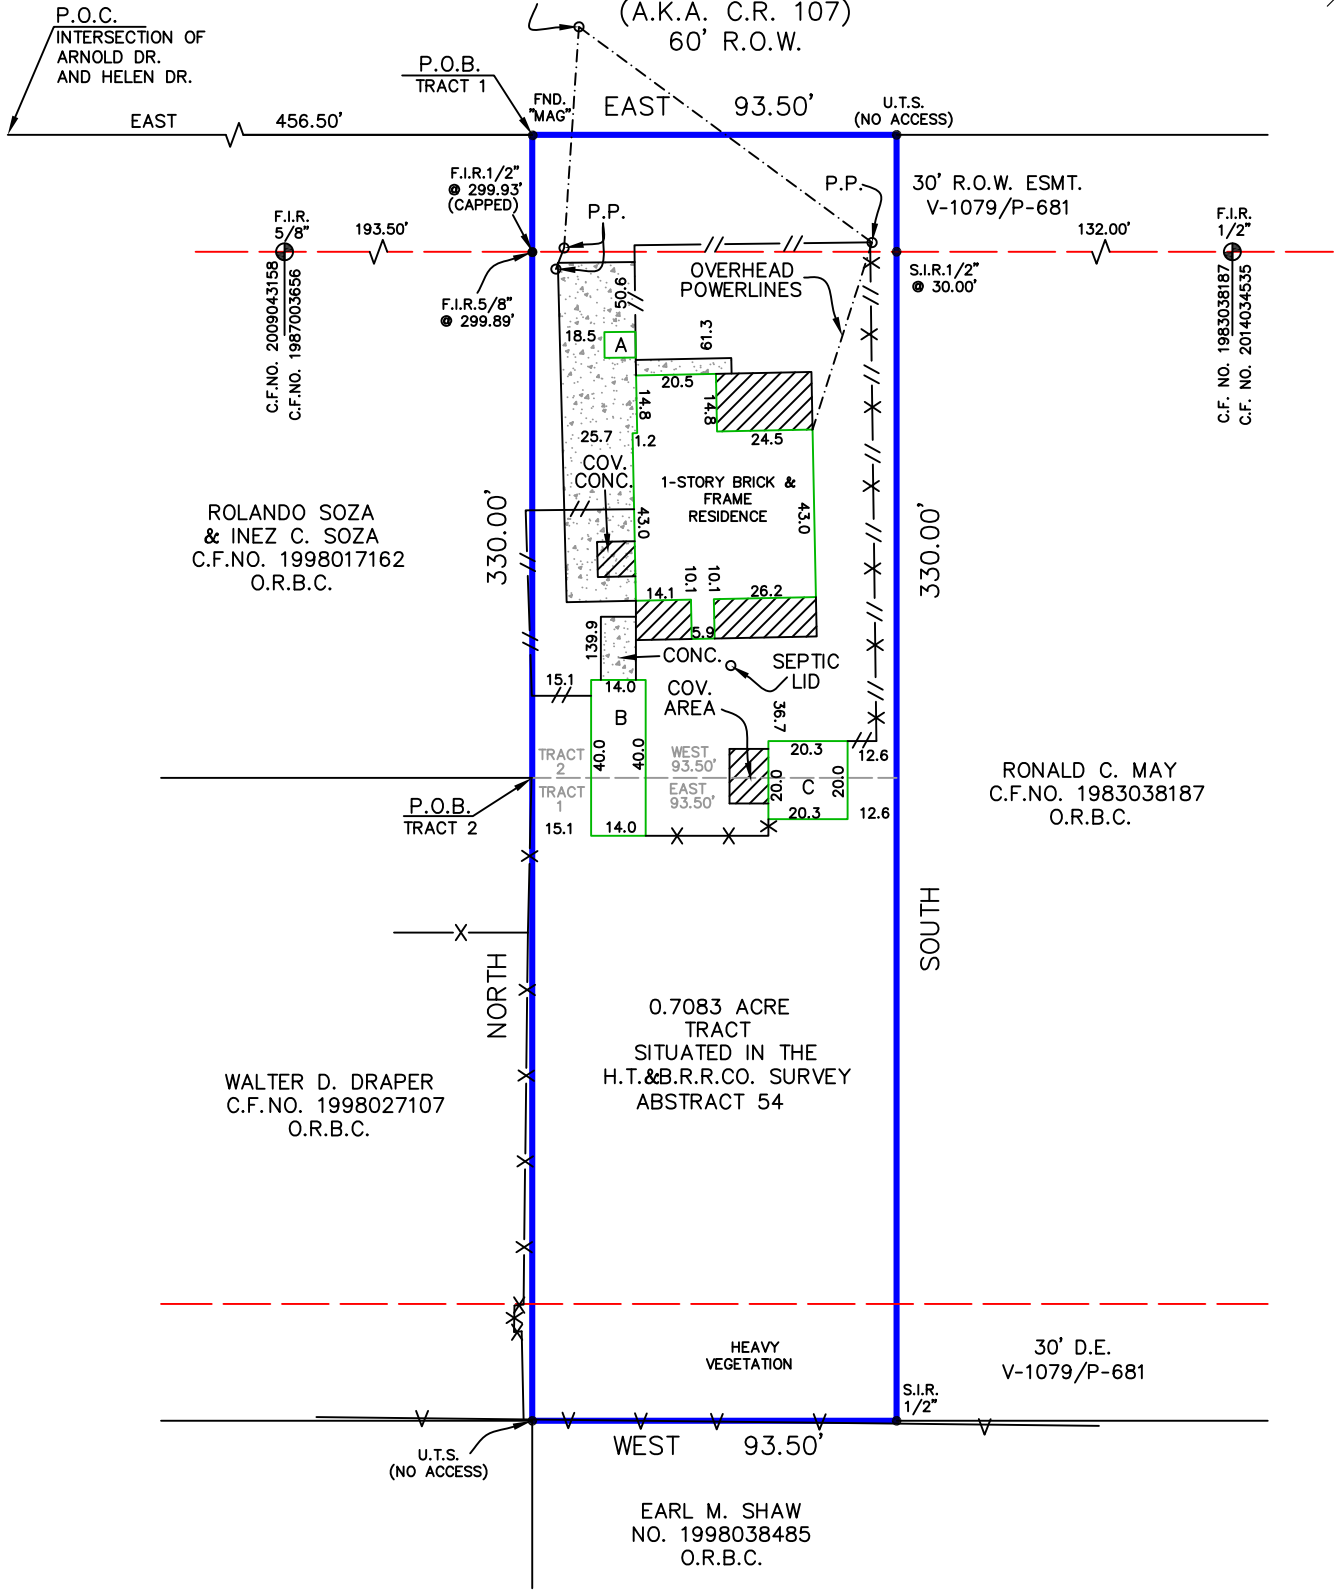 (A.K.A. C.R. 107)
60' R.O.W.
P.O.C.
INTERSECTION OF
ARNOLD DR.
AND HELEN DR.
P.O.B.
TRACT 1
FND.
"MAG"
EAST 93.50'
U.T.S.
(NO ACCESS)
EAST 456.50'
F.I.R.1/2"
@ 299.93'
(CAPPED)
P.P.
P.P.
30' R.O.W. ESMT.
V-1079/P-681
F.I.R.
5/8"
193.50'
132.00'
F.I.R.
1/2"
C.F.NO. 2009043158
C.F.NO. 1987003656
F.I.R.5/8"
@ 299.89'
OVERHEAD
POWERLINES
S.I.R.1/2"
@ 30.00'
C.F. NO. 1983038187
C.F. NO. 2014034535
50.6
18.5
A
61.3
20.5
14.8
14.8
25.7
1.2
24.5
COV.
CONC.
1-STORY BRICK &
FRAME
RESIDENCE
43.0
43.0
ROLANDO SOZA
& INEZ C. SOZA
C.F.NO. 1998017162
O.R.B.C.
330.00'
330.00'
14.1
10.1
10.1
26.2
5.9
139.9
CONC.
SEPTIC
LID
15.1
14.0
COV.
AREA
36.7
B
40.0
40.0
TRACT
2
WEST
93.50'
20.3
12.6
TRACT
1
EAST
93.50'
20.0
C
20.0
20.3
12.6
15.1
14.0
P.O.B.
TRACT 2
RONALD C. MAY
C.F.NO. 1983038187
O.R.B.C.
NORTH
SOUTH
0.7083 ACRE
TRACT
SITUATED IN THE
H.T.&B.R.R.CO. SURVEY
ABSTRACT 54
WALTER D. DRAPER
C.F.NO. 1998027107
O.R.B.C.
HEAVY
VEGETATION
30' D.E.
V-1079/P-681
S.I.R.
1/2"
U.T.S.
(NO ACCESS)
WEST 93.50'
EARL M. SHAW
NO. 1998038485
O.R.B.C.